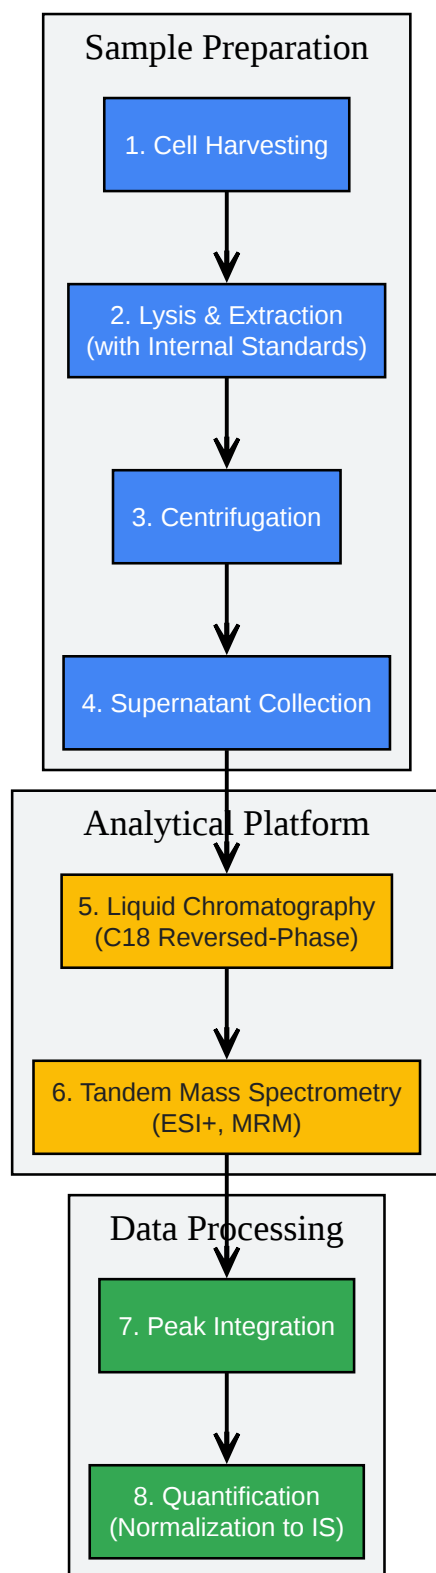 Sample Preparation
1. Cell Harvesting
2. Lysis & Extraction
(with Internal Standards)
3. Centrifugation
4. Supernatant Collection
Analytical Platform
5. Liquid Chromatography
(C18 Reversed-Phase)
6. Tandem Mass Spectrometry
(ESI+, MRM)
Data Processing
7. Peak Integration
8. Quantification
(Normalization to IS)